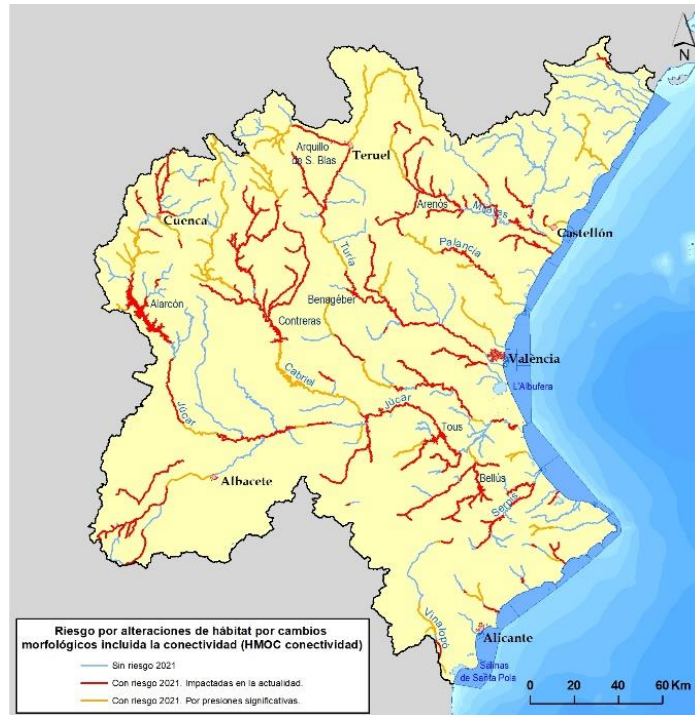 N
Teruel
Arquillo
de S. Blas
Arenós
Mijares
Cuenca
Castellón
Palancia
Turia
Alarcón
Benagéber
Contreras
València
Cabriel
L'Albufera
Júcar
Júcar
Tous
Albacete
Bellús
Serpis
Vinalopó
Alicante
Salinas
de Santa Pola
Riesgo por alteraciones de hábitat por cambios
morfológicos incluida la conectividad (HMOC conectividad)
Sin riesgo 2021
Con riesgo 2021. Impactadas en la actualidad.
Con riesgo 2021. Por presiones significativas.
0 20 40 60 Km